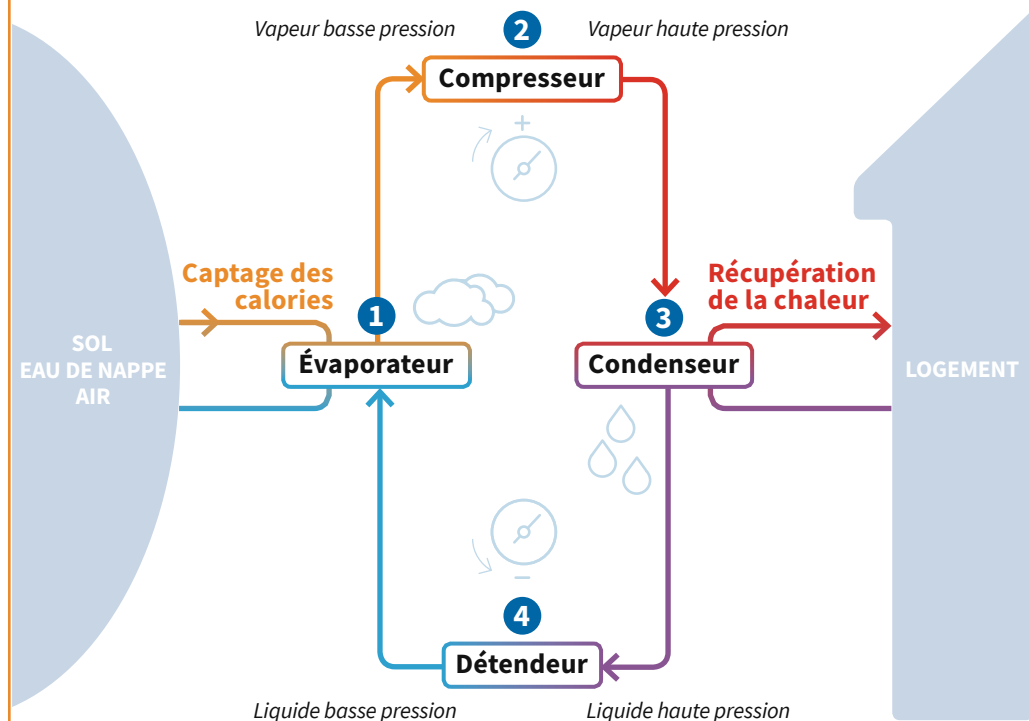 Vapeur basse pression
2
Vapeur haute pression
Compresseur
+
Captage des
calories
Récupération
de la chaleur
1
3
SOL
EAU DE NAPPE
AIR
Évaporateur
Condenseur
LOGEMENT
–
4
Détendeur
Liquide basse pression
Liquide haute pression